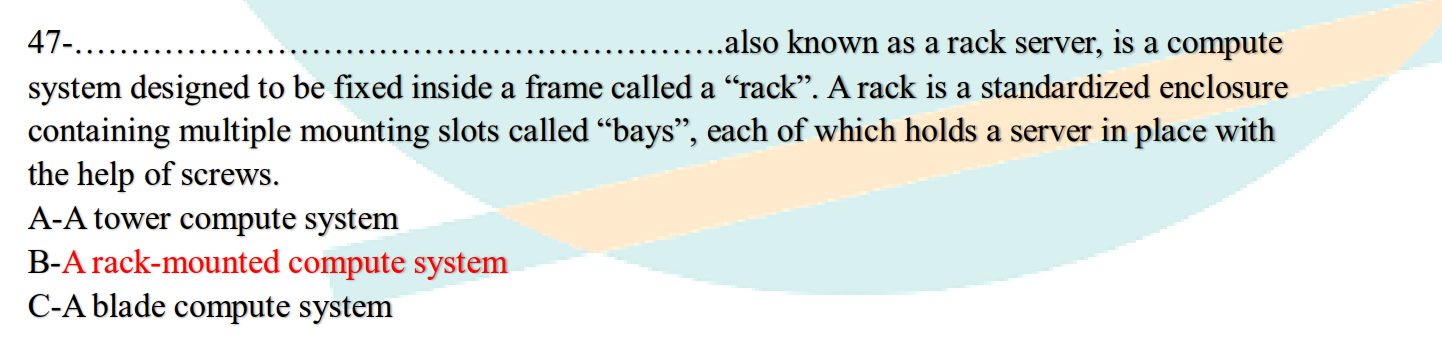 47-……………………………………………………….also known as a rack server, is a compute
system designed to be fixed inside a frame called a “rack”. A rack is a standardized enclosure
containing multiple mounting slots called “bays”, each of which holds a server in place with
the help of screws.
A-A tower compute system
B-A rack-mounted compute system
C-A blade compute system